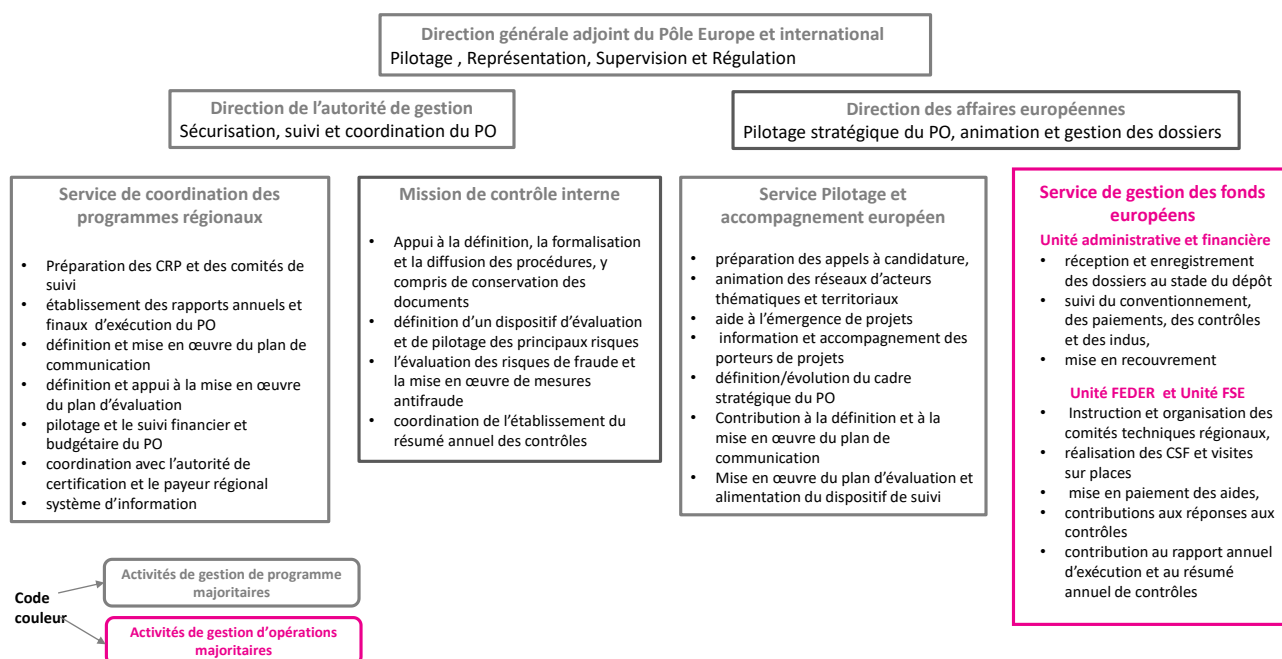 Direction générale adjoint du Pôle Europe et international
Pilotage , Représentation, Supervision et Régulation
Direction de l'autorité de gestion
Sécurisation, suivi et coordination du PO
Direction des affaires européennes
Pilotage stratégique du PO, animation et gestion des dossiers
Service de coordination des
programmes régionaux
• Préparation des CRP et des comités de
suivi
• établissement des rapports annuels et
finaux d'exécution du PO
• définition et mise en œuvre du plan de
communication
• définition et appui à la mise en œuvre
du plan d'évaluation
• pilotage et le suivi financier et
budgétaire du PO
• coordination avec l'autorité de
certification et le payeur régional
• système d'information
Mission de contrôle interne
• Appui à la définition, la formalisation
et la diffusion des procédures, y
compris de conservation des
documents
• définition d'un dispositif d'évaluation
et de pilotage des principaux risques
• l'évaluation des risques de fraude et
la mise en œuvre de mesures
antifraude
• coordination de l'établissement du
résumé annuel des contrôles
Service Pilotage et
accompagnement européen
• préparation des appels à candidature,
• animation des réseaux d'acteurs
thématiques et territoriaux
• aide à l'émergence de projets
• information et accompagnement des
porteurs de projets
• définition/évolution du cadre
stratégique du PO
• Contribution à la définition et à la
mise en œuvre du plan de
communication
• Mise en œuvre du plan d'évaluation et
alimentation du dispositif de suivi
Service de gestion des fonds
européens
Unité administrative et financière
• réception et enregistrement
des dossiers au stade du dépôt
• suivi du conventionnement,
des paiements, des contrôles
et des indus,
• mise en recouvrement
Unité FEDER et Unité FSE
• Instruction et organisation des
comités techniques régionaux,
• réalisation des CSF et visites
sur places
• mise en paiement des aides,
• contributions aux réponses aux
contrôles
• contribution au rapport annuel
d'exécution et au résumé
annuel de contrôles
Code
couleur
Activités de gestion de programme
majoritaires
Activités de gestion d'opérations
majoritaires